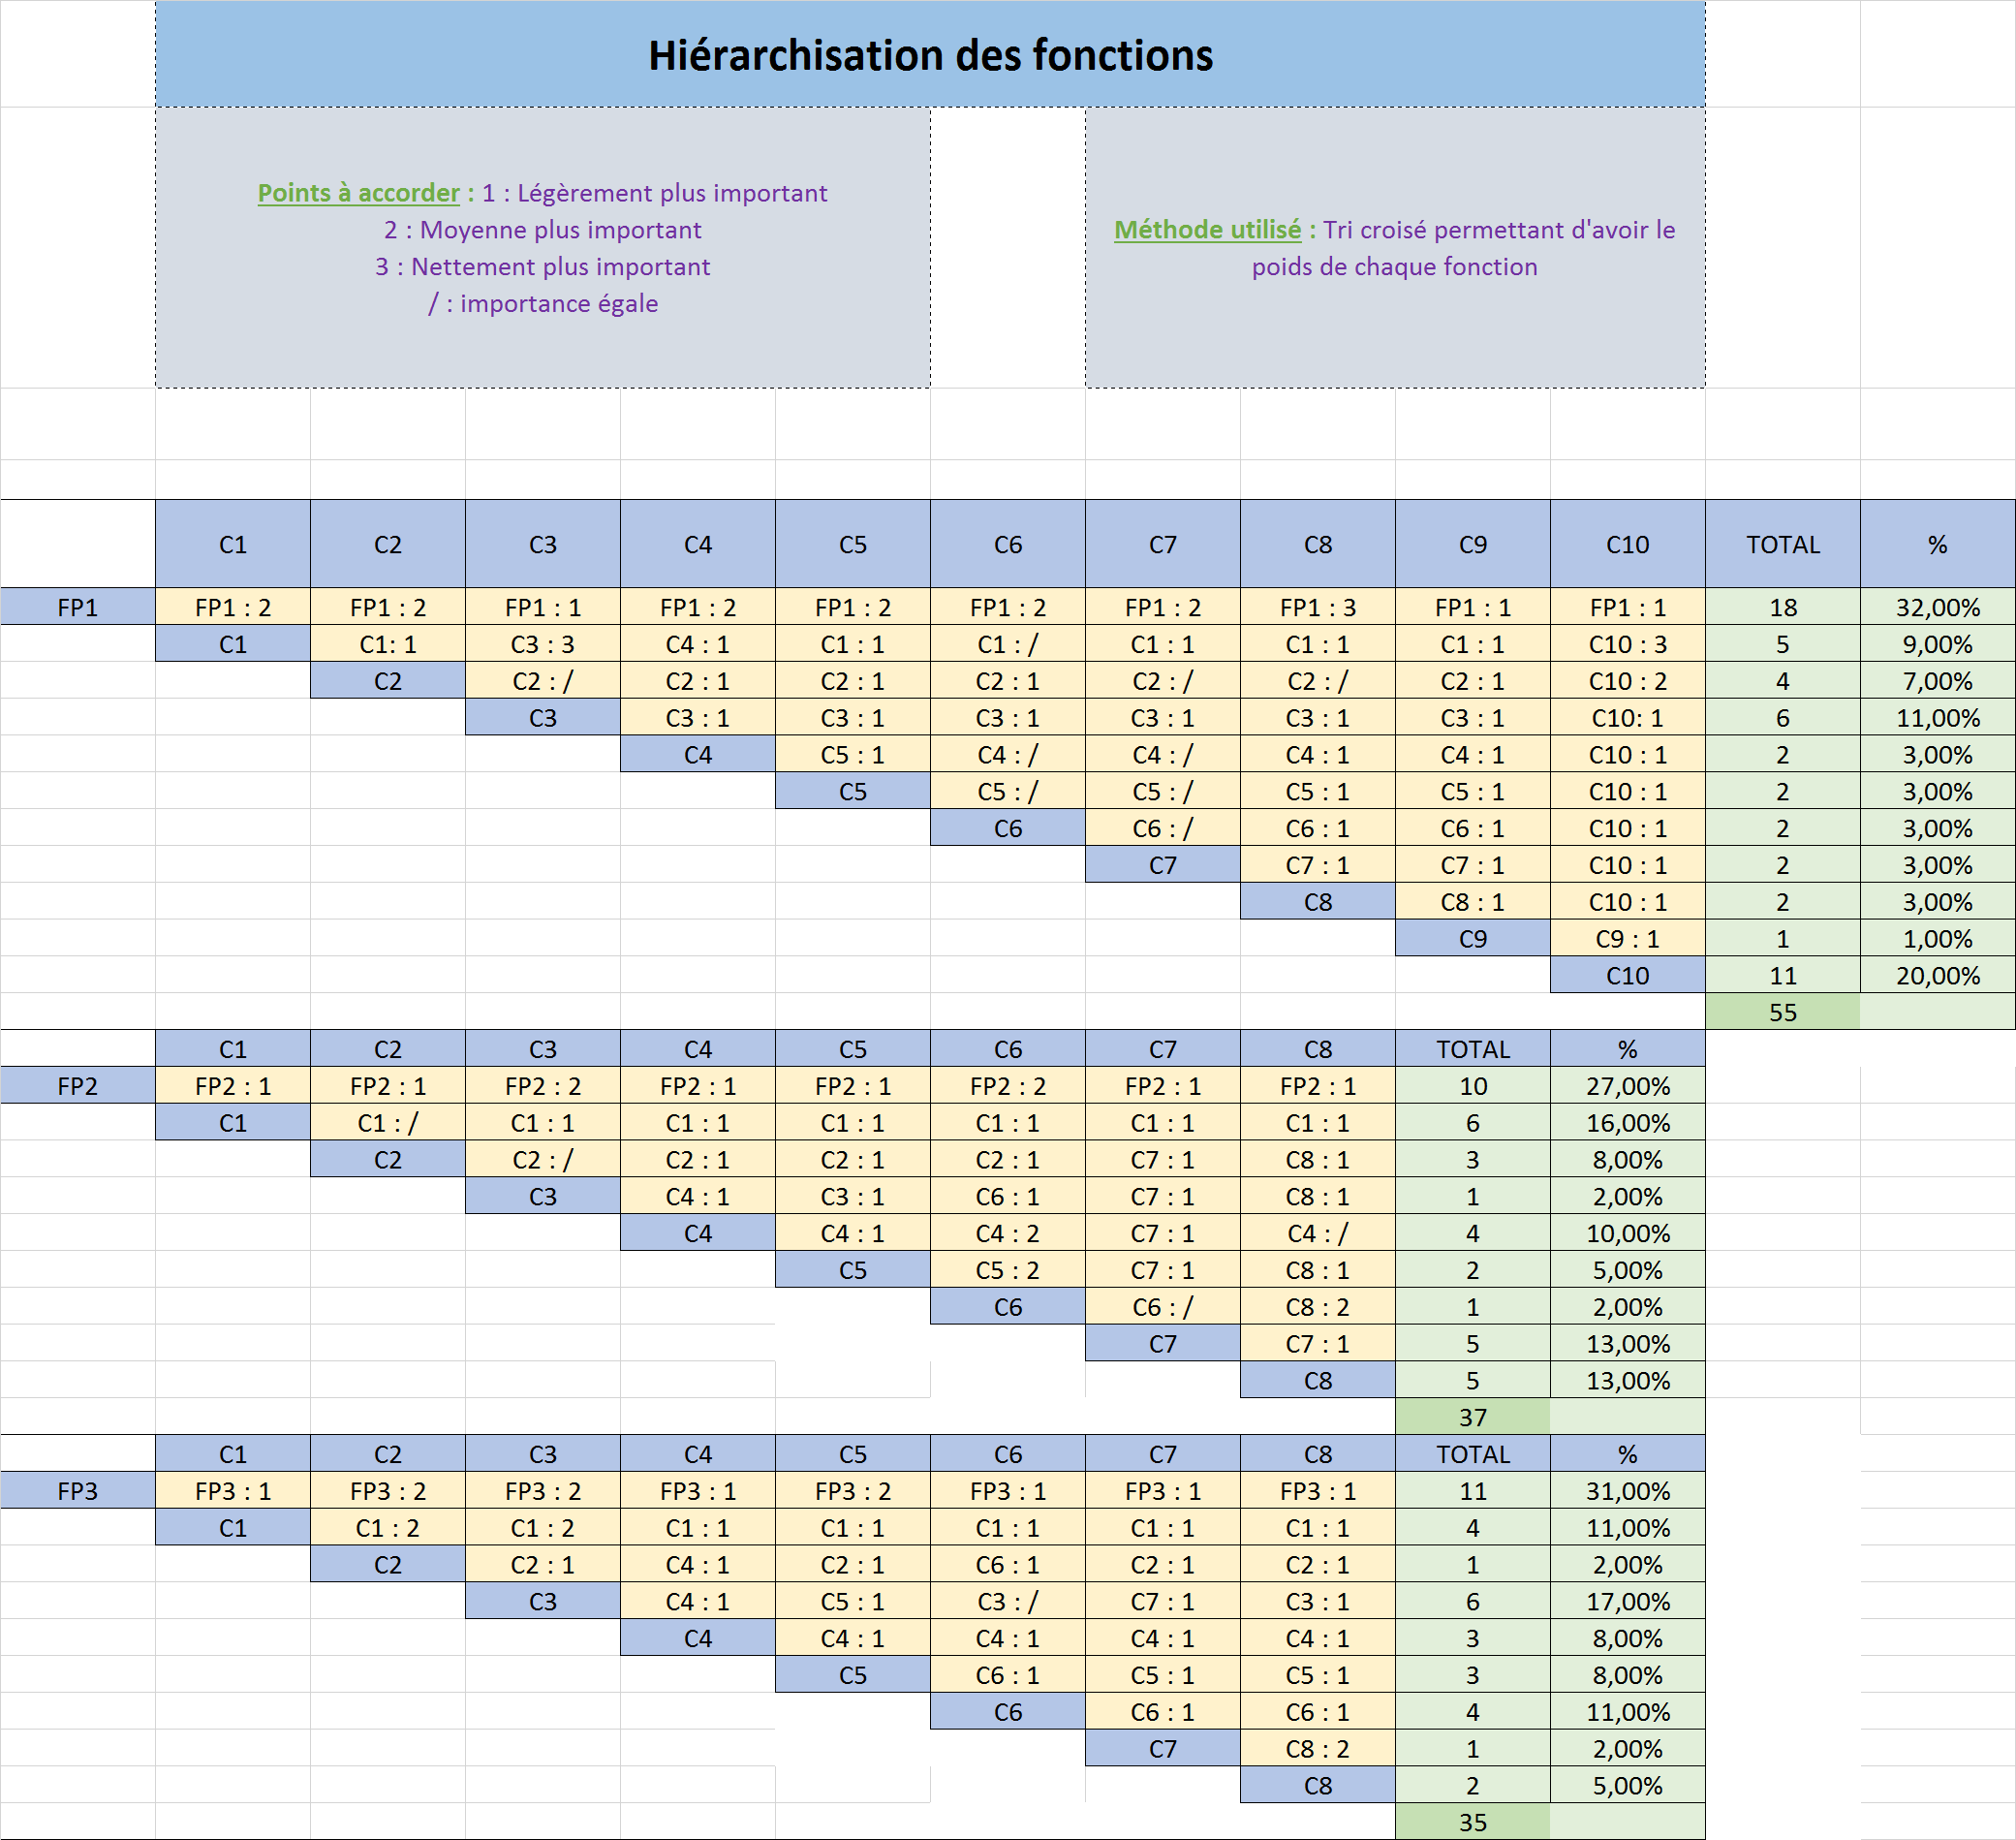 Hiérarchisation des fonctions
Points à accorder : 1 : Légèrement plus important
2 : Moyenne plus important
3 : Nettement plus important
/ : importance égale
Méthode utilisé : Tri croisé permettant d'avoir le
poids de chaque fonction
C1 C2 C3 C4 C5 C6 C7 C8 C9 C10 TOTAL %
FP1 FP1 : 2 FP1 : 2 FP1 : 1 FP1 : 2 FP1 : 2 FP1 : 2 FP1 : 2 FP1 : 3 FP1 : 1 FP1 : 1 18 32,00%
C1 C1: 1 C3 : 3 C4 : 1 C1 : 1 C1 : / C1 : 1 C1 : 1 C1 : 1 C10 : 3 5 9,00%
C2 C2 : / C2 : 1 C2 : 1 C2 : 1 C2 : / C2 : / C2 : 1 C10 : 2 4 7,00%
C3 C3 : 1 C3 : 1 C3 : 1 C3 : 1 C3 : 1 C3 : 1 C10: 1 6 11,00%
C4 C5 : 1 C4 : / C4 : / C4 : 1 C4 : 1 C10 : 1 2 3,00%
C5 C5 : / C5 : / C5 : 1 C5 : 1 C10 : 1 2 3,00%
C6 C6 : / C6 : 1 C6 : 1 C10 : 1 2 3,00%
C7 C7 : 1 C7 : 1 C10 : 1 2 3,00%
C8 C8 : 1 C10 : 1 2 3,00%
C9 C9 : 1 1 1,00%
C10 11 20,00%
55
C1 C2 C3 C4 C5 C6 C7 C8 TOTAL %
FP2 FP2 : 1 FP2 : 1 FP2 : 2 FP2 : 1 FP2 : 1 FP2 : 2 FP2 : 1 FP2 : 1 10 27,00%
C1 C1 : / C1 : 1 C1 : 1 C1 : 1 C1 : 1 C1 : 1 C1 : 1 6 16,00%
C2 C2 : / C2 : 1 C2 : 1 C2 : 1 C7 : 1 C8 : 1 3 8,00%
C3 C4 : 1 C3 : 1 C6 : 1 C7 : 1 C8 : 1 1 2,00%
C4 C4 : 1 C4 : 2 C7 : 1 C4 : / 4 10,00%
C5 C5 : 2 C7 : 1 C8 : 1 2 5,00%
C6 C6 : / C8 : 2 1 2,00%
C7 C7 : 1 5 13,00%
C8 5 13,00%
37
C1 C2 C3 C4 C5 C6 C7 C8 TOTAL %
FP3 FP3 : 1 FP3 : 2 FP3 : 2 FP3 : 1 FP3 : 2 FP3 : 1 FP3 : 1 FP3 : 1 11 31,00%
C1 C1 : 2 C1 : 2 C1 : 1 C1 : 1 C1 : 1 C1 : 1 C1 : 1 4 11,00%
C2 C2 : 1 C4 : 1 C2 : 1 C6 : 1 C2 : 1 C2 : 1 1 2,00%
C3 C4 : 1 C5 : 1 C3 : / C7 : 1 C3 : 1 6 17,00%
C4 C4 : 1 C4 : 1 C4 : 1 C4 : 1 3 8,00%
C5 C6 : 1 C5 : 1 C5 : 1 3 8,00%
C6 C6 : 1 C6 : 1 4 11,00%
C7 C8 : 2 1 2,00%
C8 2 5,00%
35